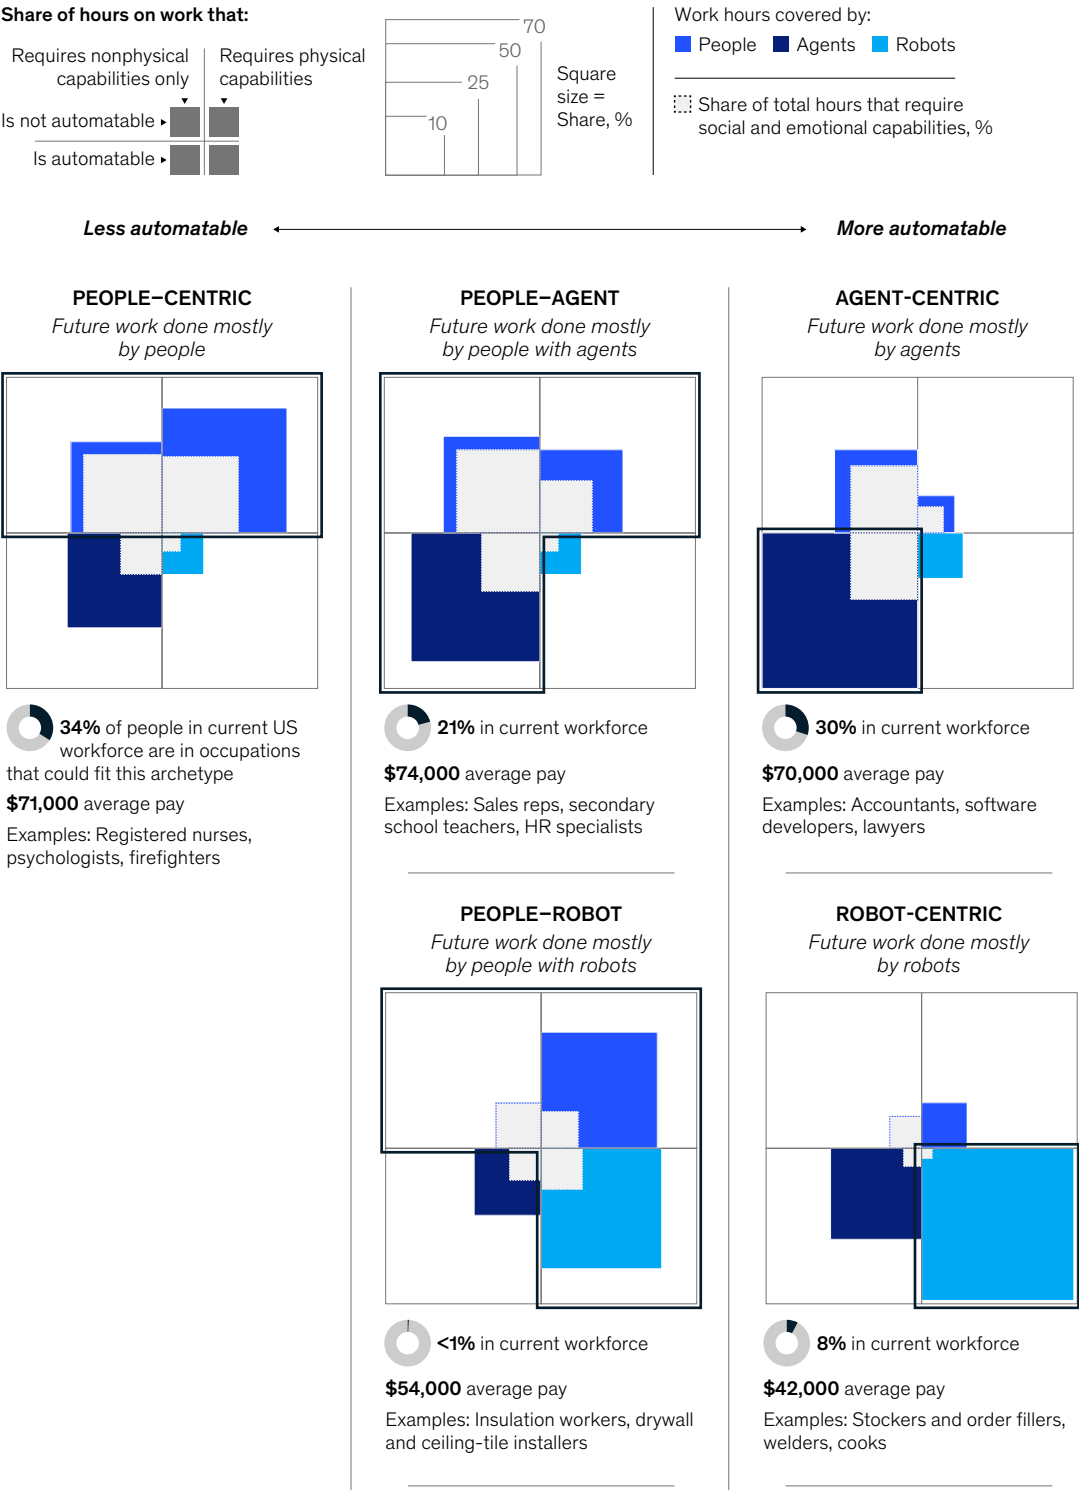 Share of hours on work that:
Requires nonphysical
capabilities only
Requires physical
capabilities
Is not automatable
Is automatable
70
50
25
10
Square
size =
Share, %
Work hours covered by:
People Agents Robots
Share of total hours that require
social and emotional capabilities, %
Less automatable
More automatable
PEOPLE–CENTRIC
Future work done mostly
by people
34% of people in current US
workforce are in occupations
that could fit this archetype
$71,000 average pay
Examples: Registered nurses,
psychologists, firefighters
PEOPLE–AGENT
Future work done mostly
by people with agents
21% in current workforce
$74,000 average pay
Examples: Sales reps, secondary
school teachers, HR specialists
AGENT-CENTRIC
Future work done mostly
by agents
30% in current workforce
$70,000 average pay
Examples: Accountants, software
developers, lawyers
PEOPLE–ROBOT
Future work done mostly
by people with robots
<1% in current workforce
$54,000 average pay
Examples: Insulation workers, drywall
and ceiling-tile installers
ROBOT-CENTRIC
Future work done mostly
by robots
8% in current workforce
$42,000 average pay
Examples: Stockers and order fillers,
welders, cooks